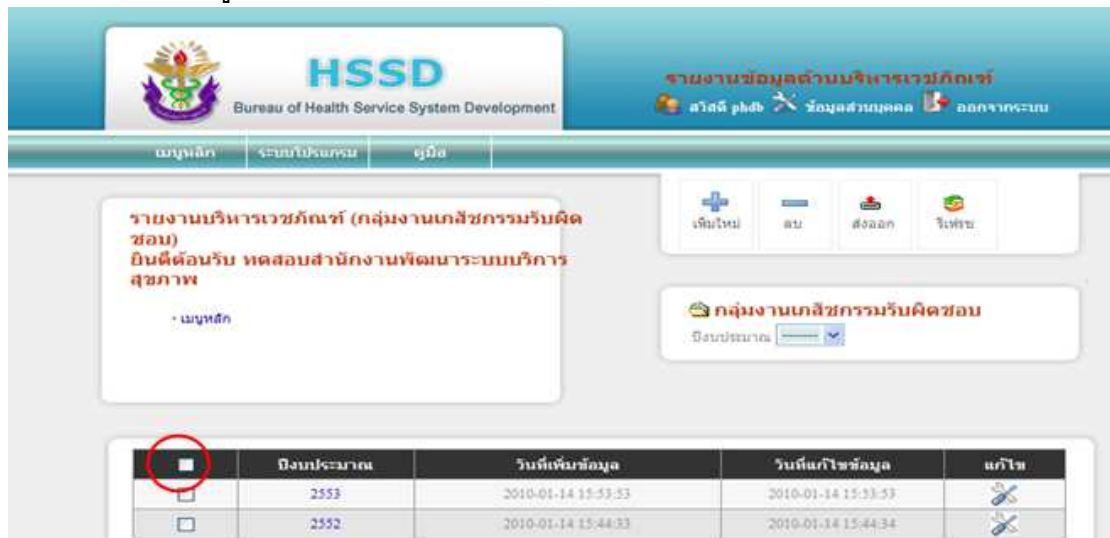 HSSD
Bureau of Health Service System Development
รายงานข้อมูลด้านบริหารเวชภัณฑ์
สวัสดี phdb ข้อมูลส่วนบุคคล ออกจากระบบ
เมนูหลัก ระบบโปรแกรม คู่มือ
รายงานบริหารเวชภัณฑ์ (กลุ่มงานเภสัชกรรมรับผิด
ชอบ)
ยินดีต้อนรับ ทดสอบสำนักงานพัฒนาระบบบริการ
สุขภาพ
เมนูหลัก
เพิ่มใหม่ ลบ ส่งออก รีเฟรช
กลุ่มงานเภสัชกรรมรับผิดชอบ
ปีงบประมาณ -------
ปีงบประมาณ วันที่เพิ่มข้อมูล วันที่แก้ไขข้อมูล แก้ไข
2553 2010-01-14 15:53:53 2010-01-14 15:53:53
2552 2010-01-14 15:44:33 2010-01-14 15:44:34